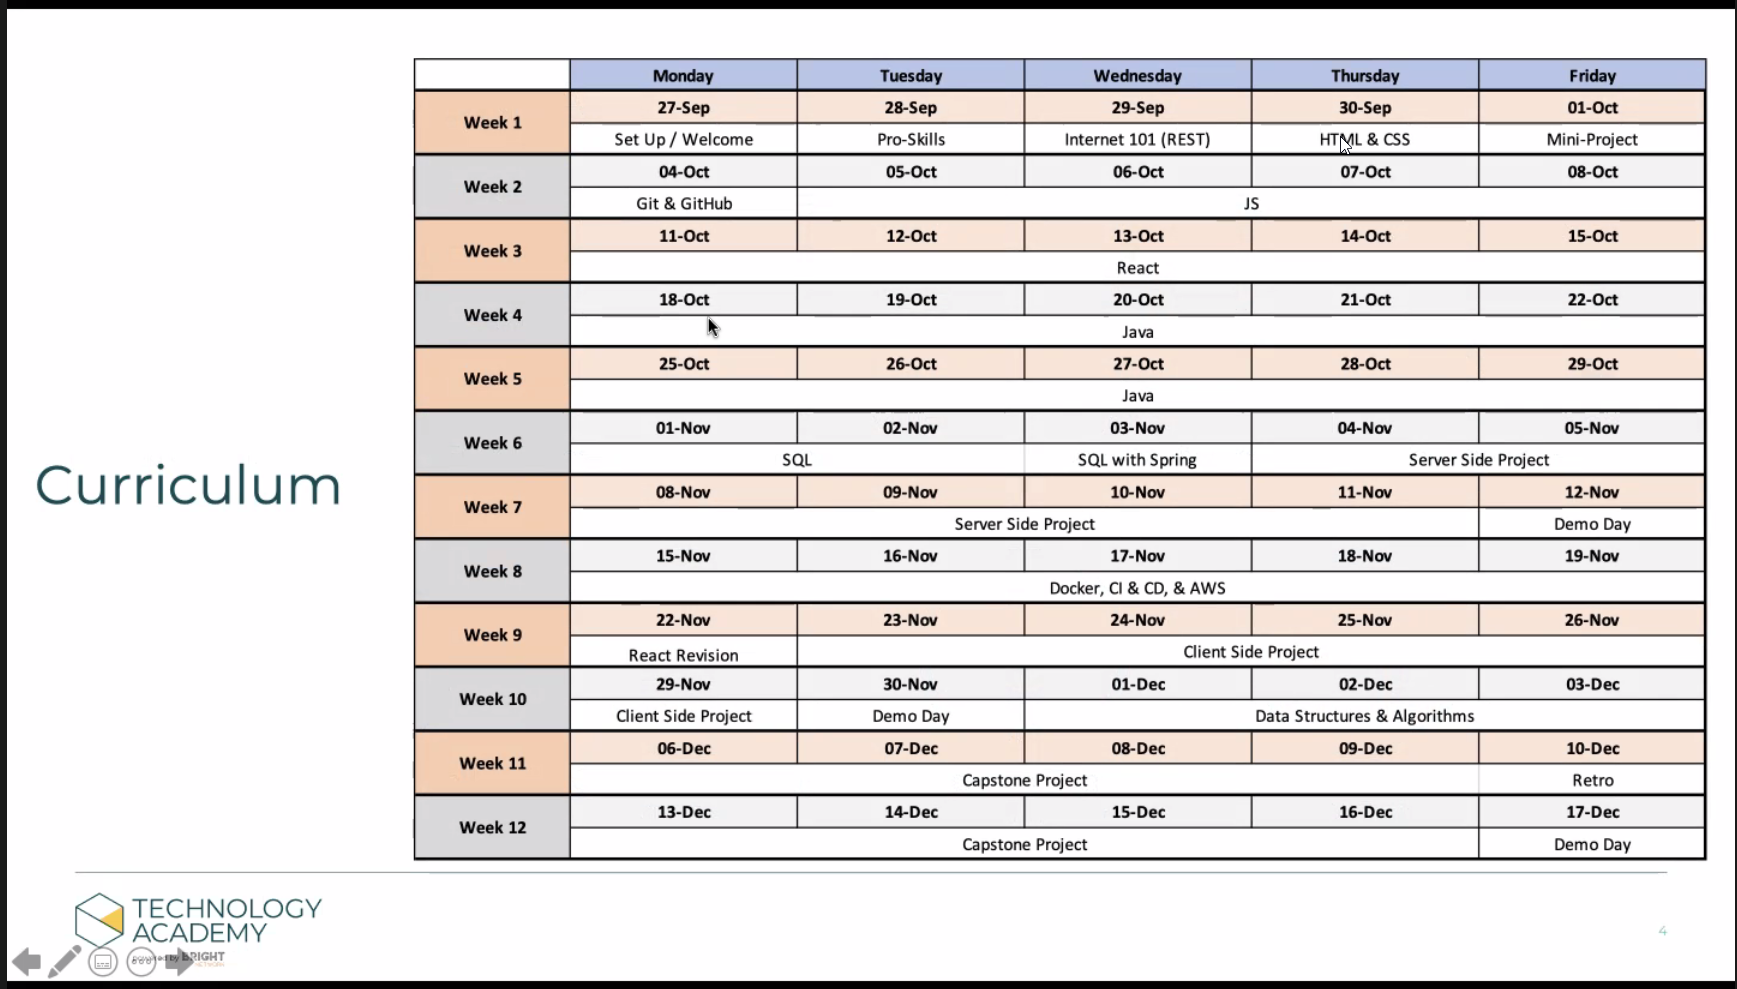 Monday Tuesday Wednesday Thursday Friday
Week 1
27-Sep 28-Sep 29-Sep 30-Sep 01-Oct
Set Up / Welcome Pro-Skills Internet 101 (REST) HTML & CSS Mini-Project
Week 2
04-Oct 05-Oct 06-Oct 07-Oct 08-Oct
Git & GitHub JS
Week 3
11-Oct 12-Oct 13-Oct 14-Oct 15-Oct
React
Week 4
18-Oct 19-Oct 20-Oct 21-Oct 22-Oct
Java
Week 5
25-Oct 26-Oct 27-Oct 28-Oct 29-Oct
Java
Week 6
01-Nov 02-Nov 03-Nov 04-Nov 05-Nov
SQL SQL with Spring Server Side Project
Curriculum
Week 7
08-Nov 09-Nov 10-Nov 11-Nov 12-Nov
Server Side Project Demo Day
Week 8
15-Nov 16-Nov 17-Nov 18-Nov 19-Nov
Docker, CI & CD, & AWS
Week 9
22-Nov 23-Nov 24-Nov 25-Nov 26-Nov
React Revision Client Side Project
Week 10
29-Nov 30-Nov 01-Dec 02-Dec 03-Dec
Client Side Project Demo Day Data Structures & Algorithms
Week 11
06-Dec 07-Dec 08-Dec 09-Dec 10-Dec
Capstone Project Retro
Week 12
13-Dec 14-Dec 15-Dec 16-Dec 17-Dec
Capstone Project Demo Day
TECHNOLOGY
ACADEMY
powered by BRIGHT
4